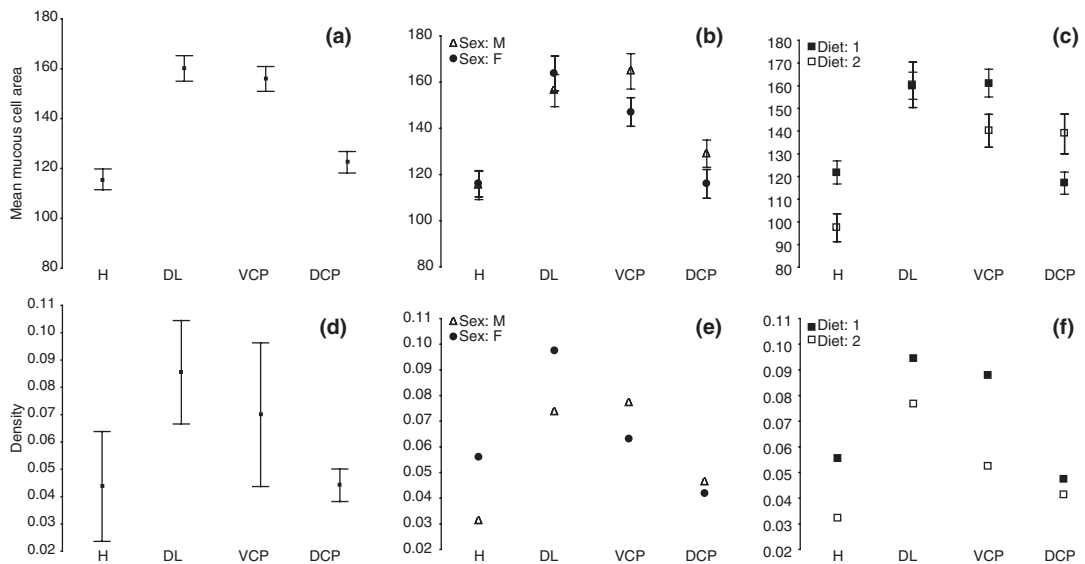 (a)
Mean mucous cell area
180
160
140
120
100
80
H DL VCP DCP
(b)
Sex: M
Sex: F
180
160
140
120
100
80
H DL VCP DCP
(c)
Diet: 1
Diet: 2
180
170
160
150
140
130
120
110
100
90
80
H DL VCP DCP
(d)
Density
0.11
0.10
0.09
0.08
0.07
0.06
0.05
0.04
0.03
0.02
H DL VCP DCP
(e)
Sex: M
Sex: F
0.11
0.10
0.09
0.08
0.07
0.06
0.05
0.04
0.03
0.02
H DL VCP DCP
(f)
Diet: 1
Diet: 2
0.11
0.10
0.09
0.08
0.07
0.06
0.05
0.04
0.03
0.02
H DL VCP DCP